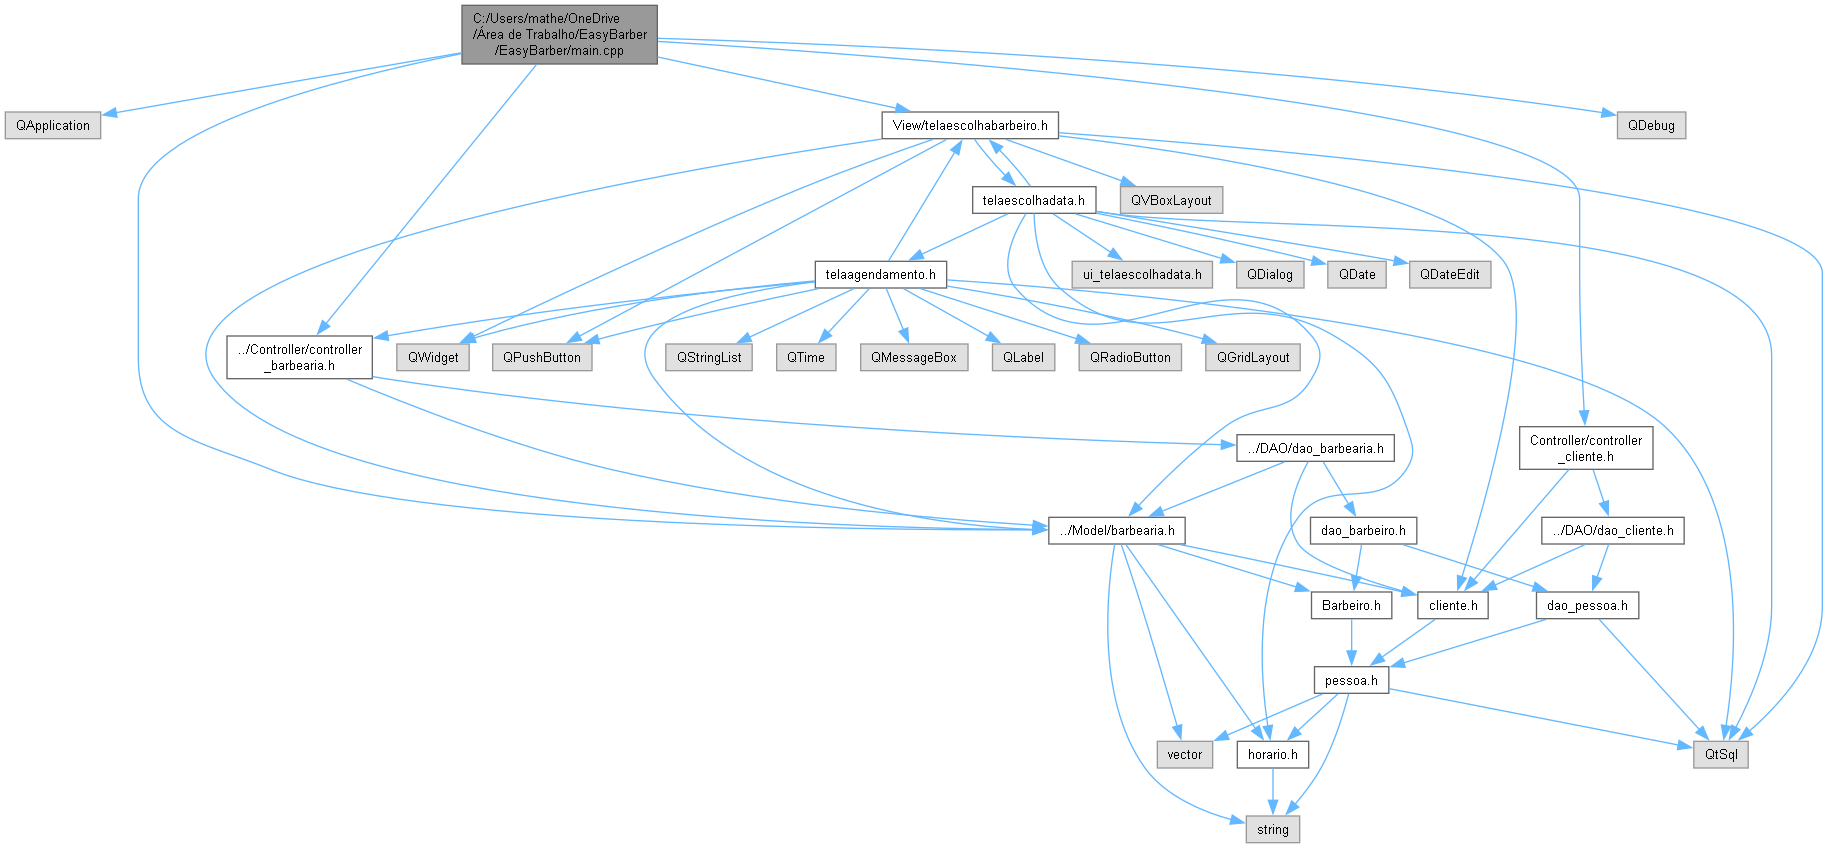 C:/Users/mathe/OneDrive
/Área de Trabalho/EasyBarber
/EasyBarber/main.cpp
QApplication
View/telaescolhabarbeiro.h
QDebug
telaescolhadata.h
QVBoxLayout
telaagendamento.h
ui_telaescolhadata.h
QDialog
QDate
QDateEdit
../Controller/controller
_barbearia.h
QWidget
QPushButton
QStringList
QTime
QMessageBox
QLabel
QRadioButton
QGridLayout
../DAO/dao_barbearia.h
Controller/controller
_cliente.h
../Model/barbearia.h
dao_barbeiro.h
../DAO/dao_cliente.h
Barbeiro.h
cliente.h
dao_pessoa.h
pessoa.h
vector
horario.h
QtSql
string